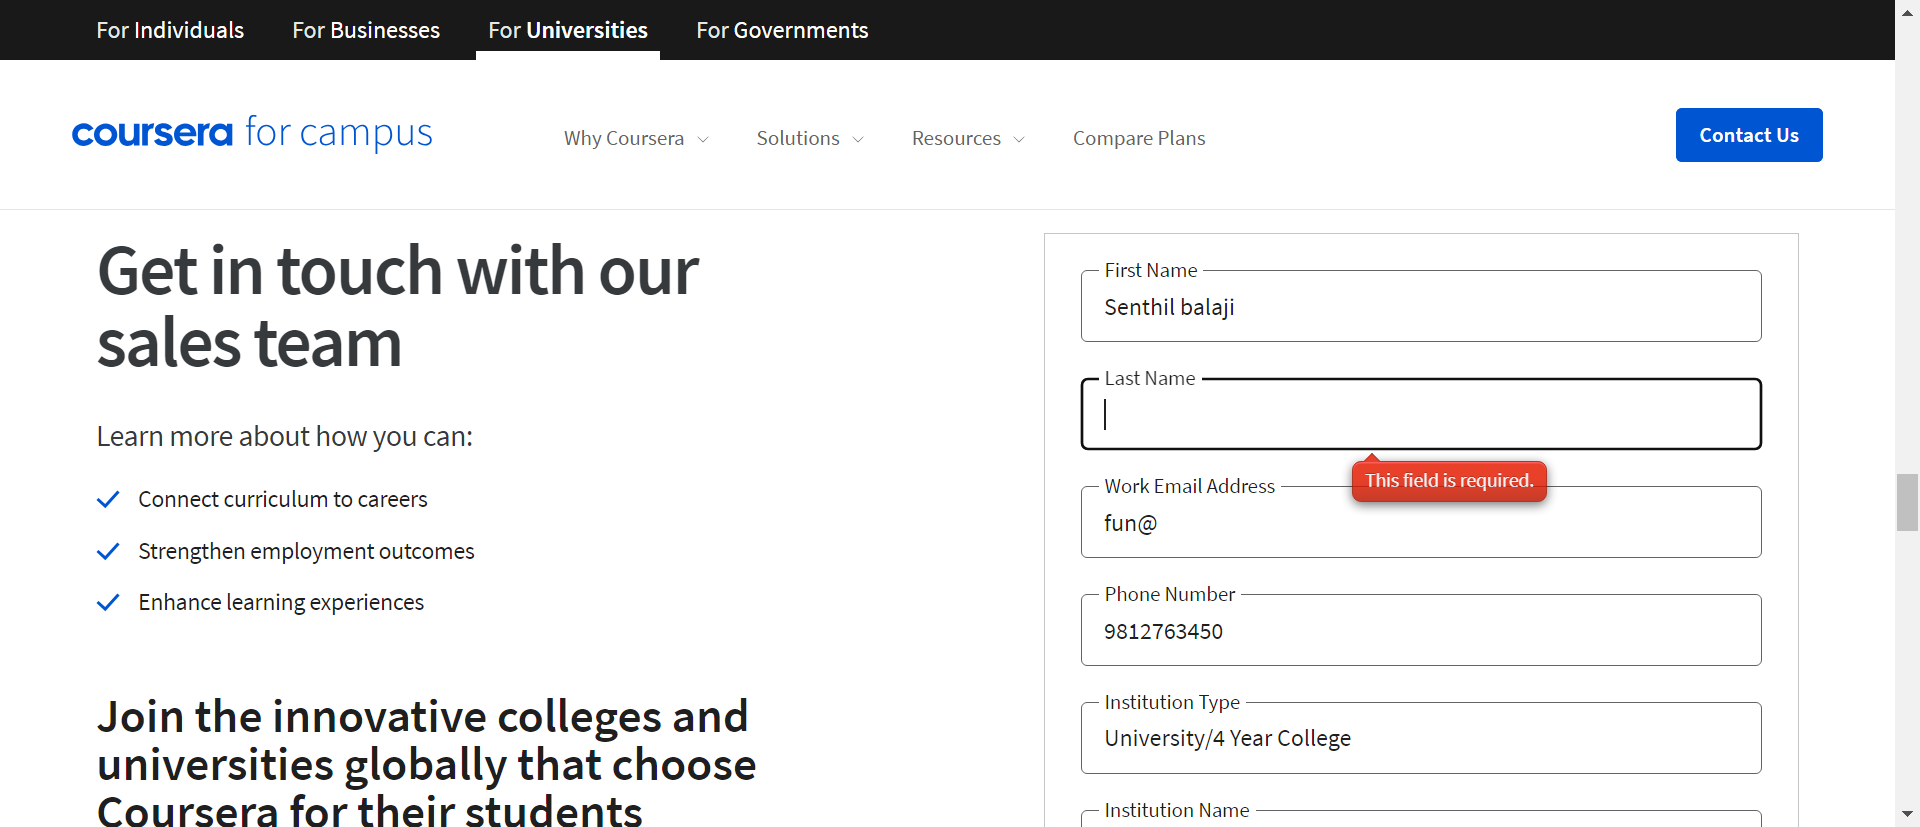 For Individuals For Businesses For Universities For Governments
coursera for campus Why Coursera Solutions Resources Compare Plans Contact Us
Get in touch with our
sales team
Learn more about how you can:
Connect curriculum to careers
Strengthen employment outcomes
Enhance learning experiences
Join the innovative colleges and
universities globally that choose
Coursera for their students
First Name
Senthil balaji
Last Name
This field is required.
Work Email Address
fun@
Phone Number
9812763450
Institution Type
University/4 Year College
Institution Name